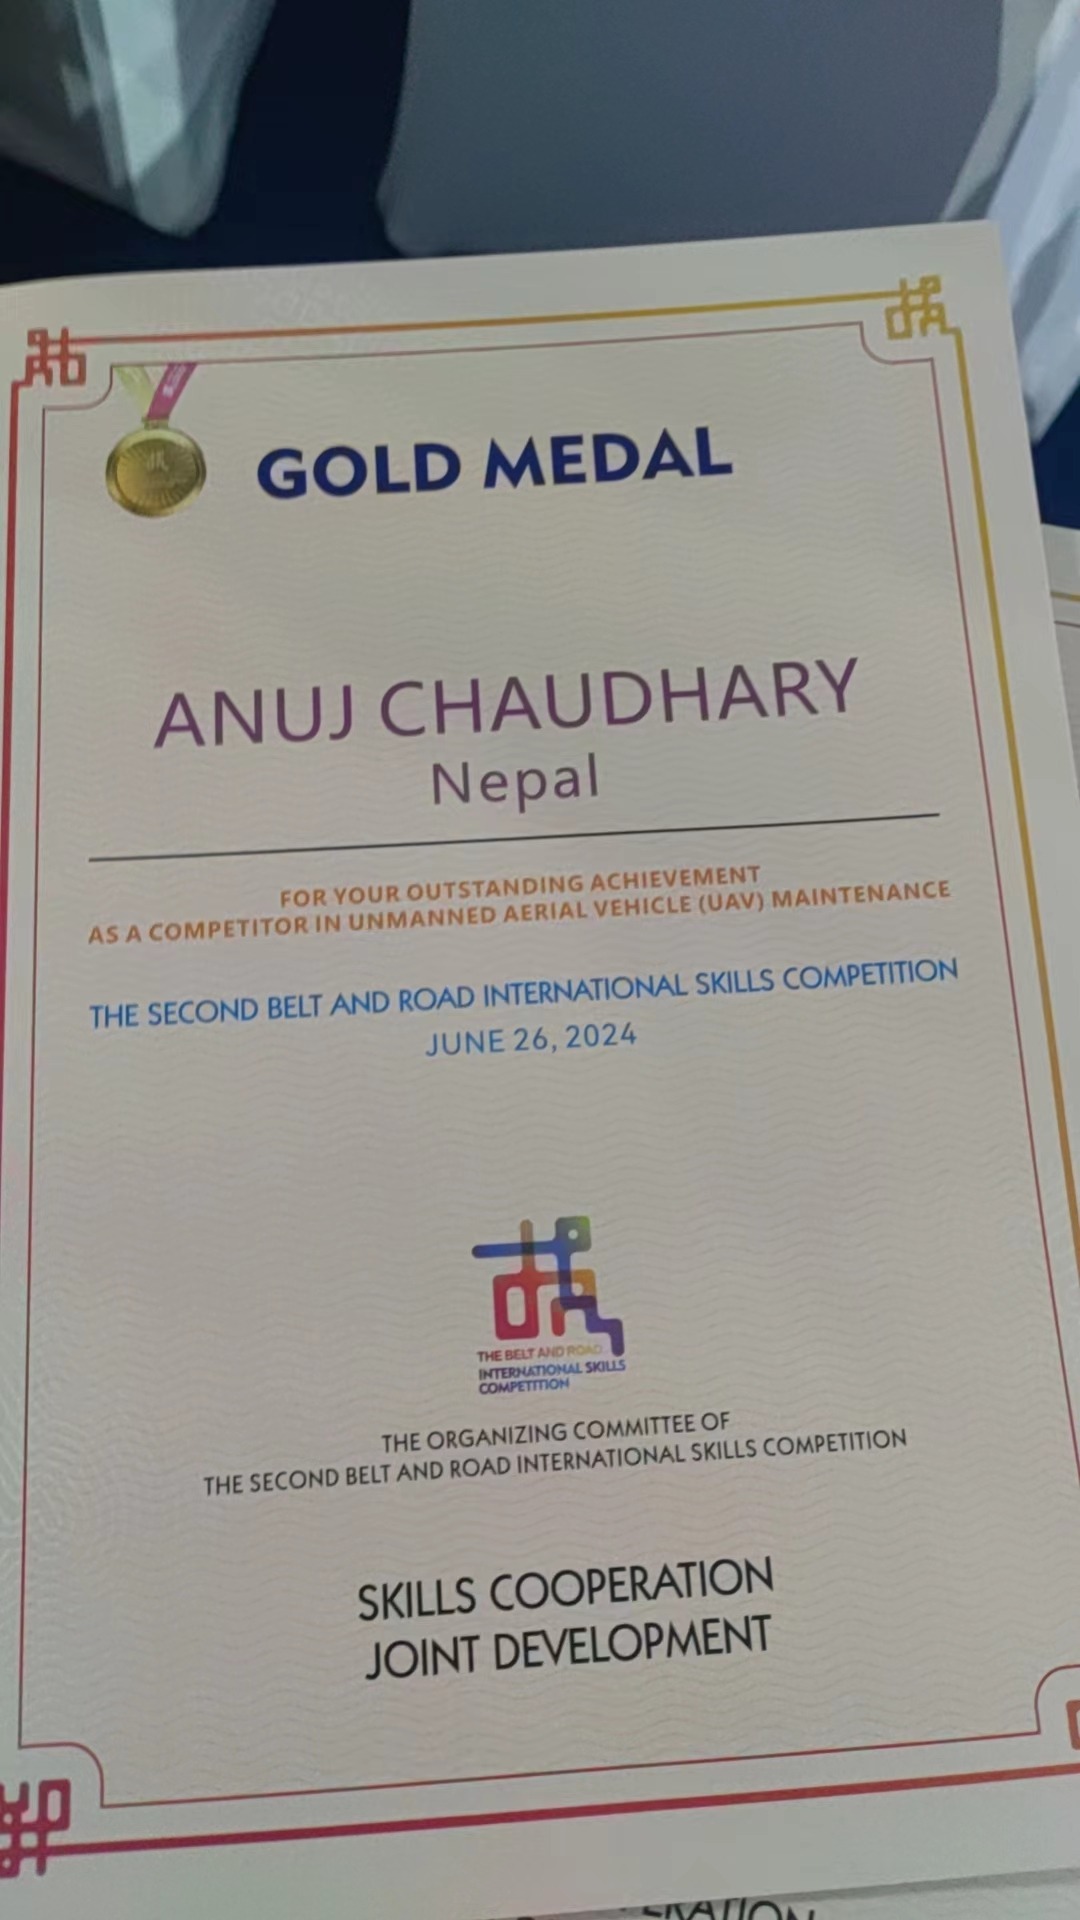 GOLD MEDAL
ANUJ CHAUDHARY
Nepal
FOR YOUR OUTSTANDING ACHIEVEMENT
AS A COMPETITOR IN UNMANNED AERIAL VEHICLE (UAV) MAINTENANCE
THE SECOND BELT AND ROAD INTERNATIONAL SKILLS COMPETITION
JUNE 26, 2024
THE BELT AND ROAD
INTERNATIONAL SKILLS
COMPETITION
THE ORGANIZING COMMITTEE OF
THE SECOND BELT AND ROAD INTERNATIONAL SKILLS COMPETITION
SKILLS COOPERATION
JOINT DEVELOPMENT